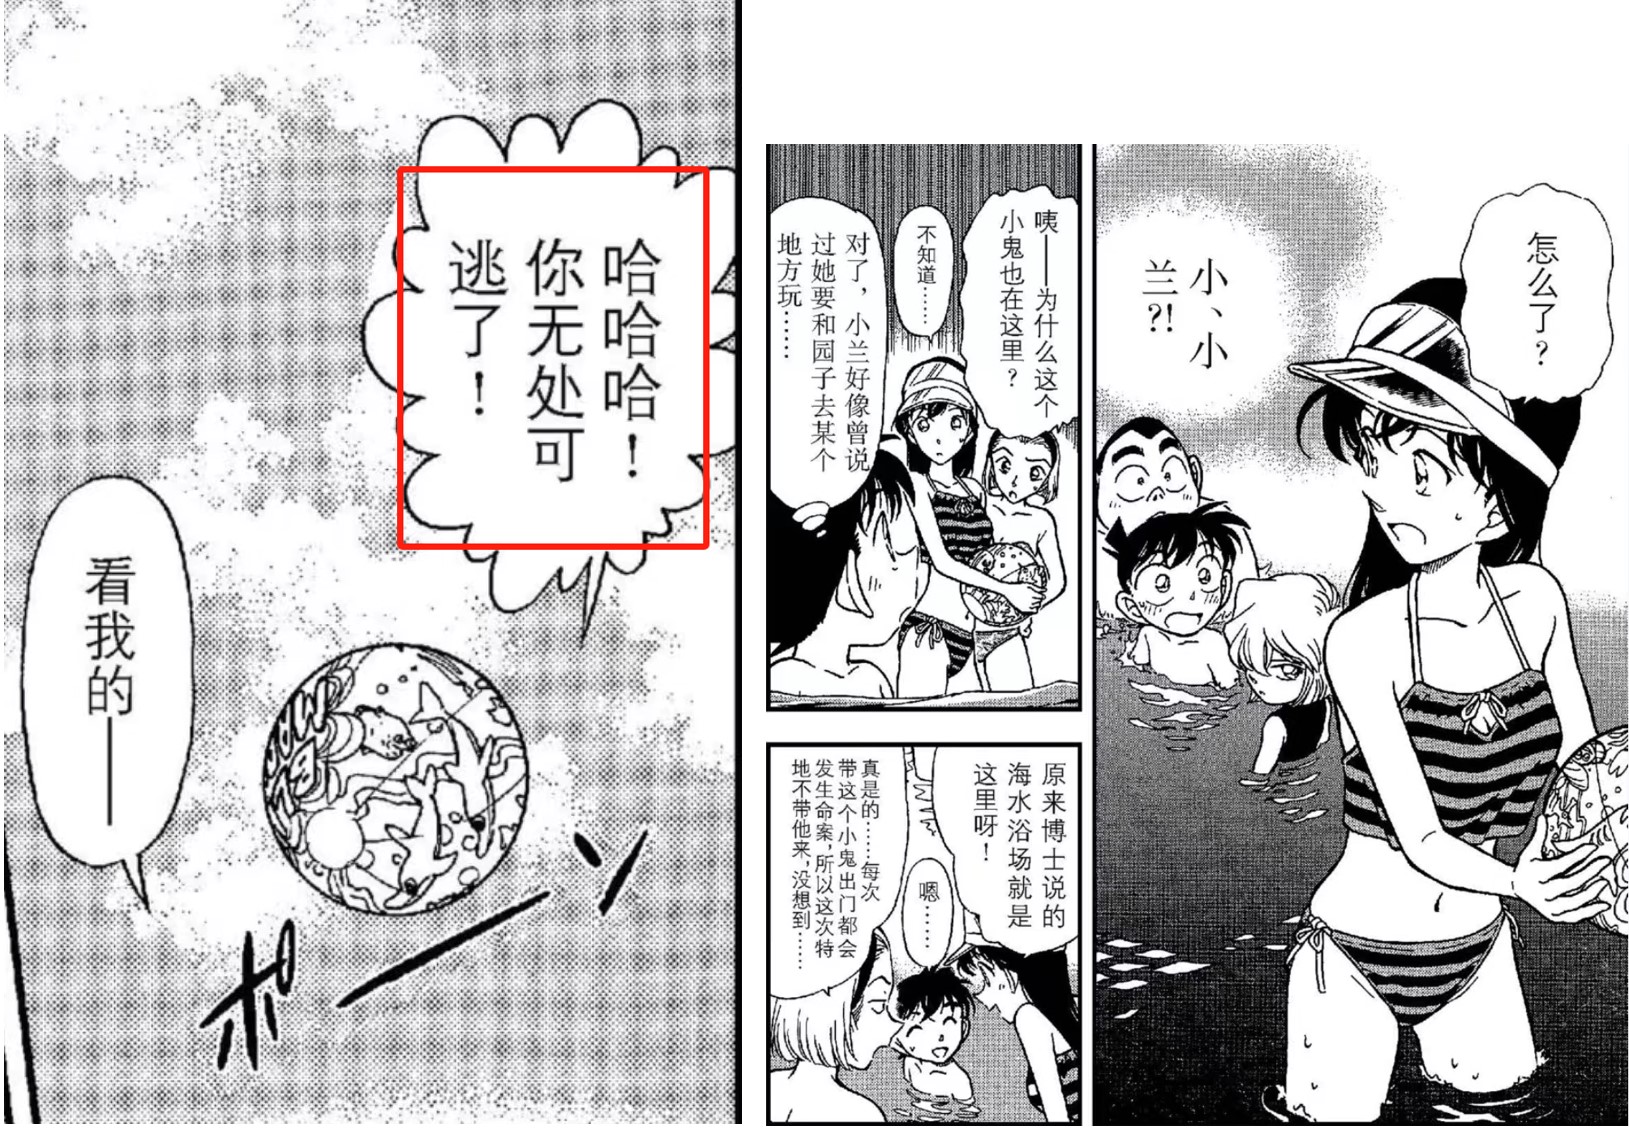 哈哈哈！
你无处可
逃了！
看我的——
ポーン
怎么了？
小、小
兰？！
咦——为什么这个
小鬼也在这里？
不知道……
对了，小兰好像曾说
过她要和园子去某个
地方玩……
原来博士说的
海水浴场就是
这里呀！
嗯……
真是的……每次
带这个小鬼出门都会
发生命案，所以这次特
地不带他来，没想到……